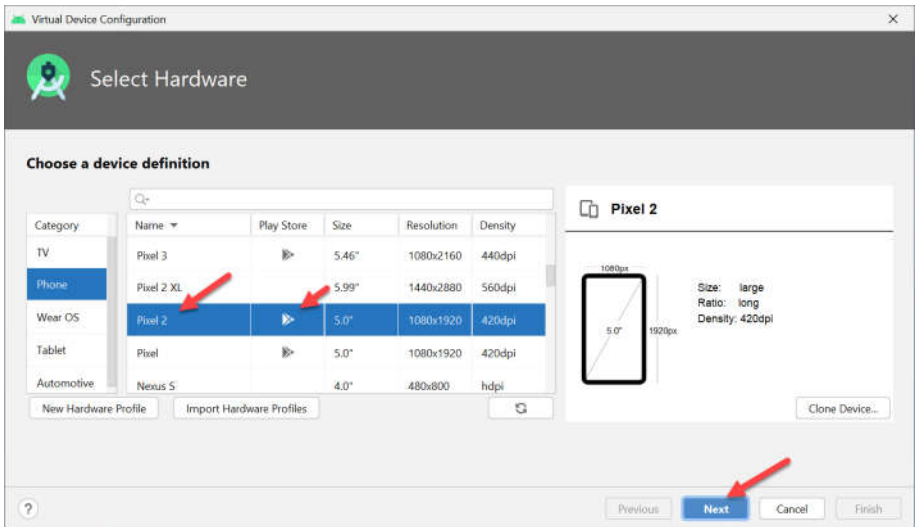 Virtual Device Configuration
Select Hardware
Choose a device definition
Category
Name Play Store Size Resolution Density
TV
Phone
Wear OS
Tablet
Automotive
Pixel 3 5.46" 1080x2160 440dpi
Pixel 2 XL 5.99" 1440x2880 560dpi
Pixel 2 5.0" 1080x1920 420dpi
Pixel 5.0" 1080x1920 420dpi
Nexus S 4.0" 480x800 hdpi
New Hardware Profile Import Hardware Profiles
Pixel 2
1080px
5.0" 1920px
Size: large
Ratio: long
Density: 420dpi
Clone Device...
? Previous Next Cancel Finish